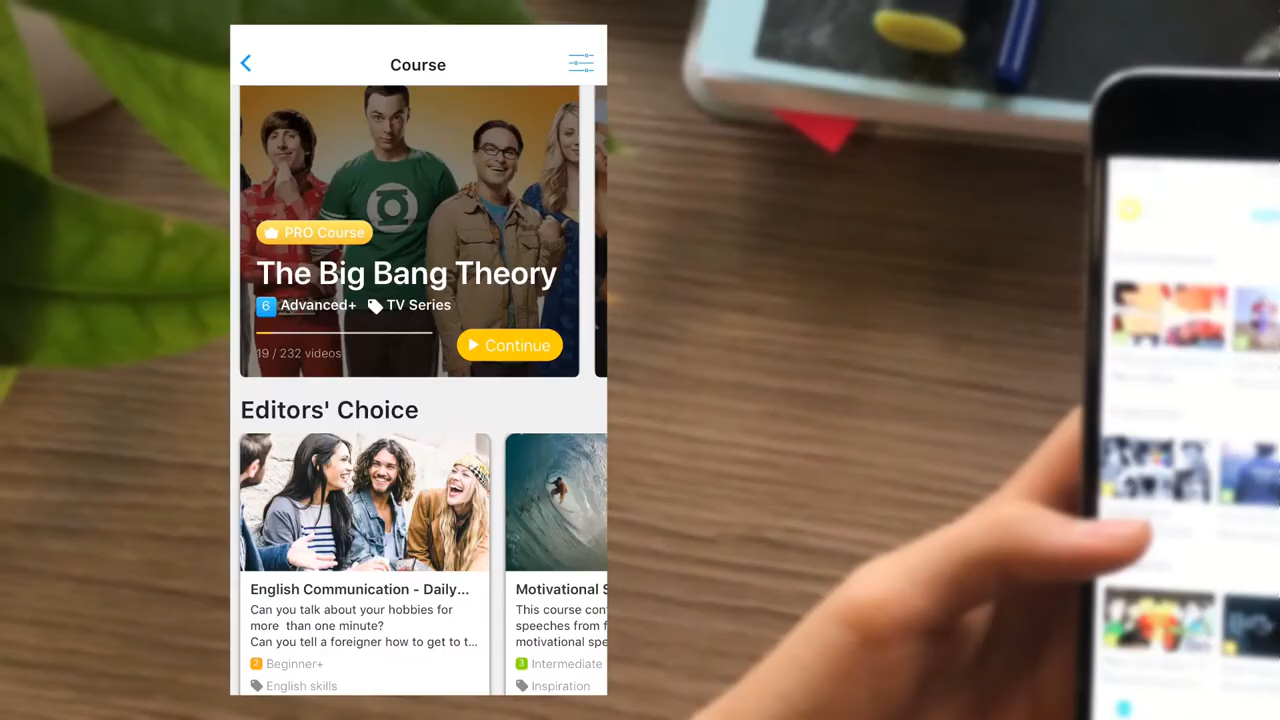 Course
PRO Course
The Big Bang Theory
6 Advanced+ TV Series
19 / 232 videos
Continue
Editors' Choice
English Communication - Daily...
Can you talk about your hobbies for
more than one minute?
Can you tell a foreigner how to get to t...
2 Beginner+
English skills
Motivational S
This course con
speeches from f
motivational spe
3 Intermediate
Inspiration